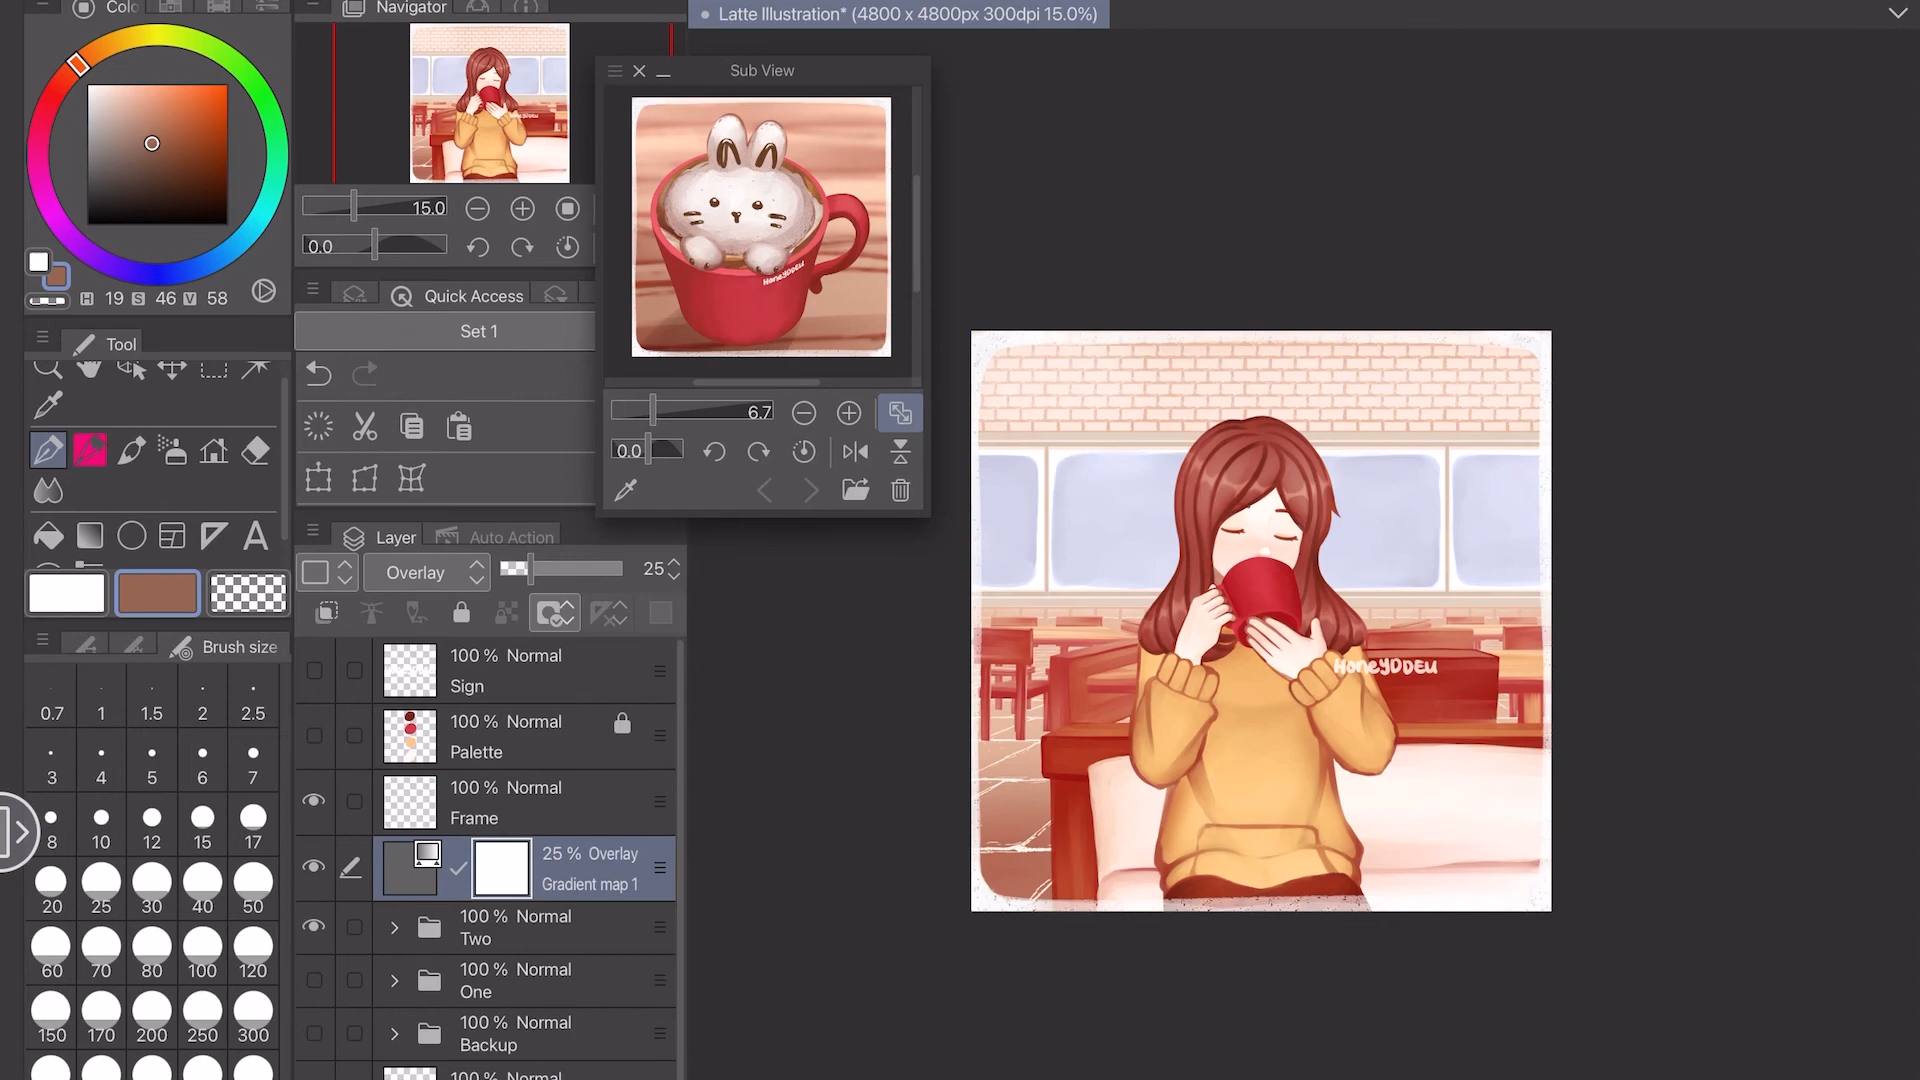 Colo
Navigator
Latte Illustration* (4800 x 4800px 300dpi 15.0%)
Sub View
15.0
0.0
H 19 S 46 V 58
Quick Access
HoneyDDEU
Tool
Set 1
6.7
0.0
Layer
Auto Action
Overlay
25
Brush size
100 % Normal
Sign
0.7 1 1.5 2 2.5
100 % Normal
Palette
3 4 5 6 7
100 % Normal
Frame
8 10 12 15 17
25 % Overlay
Gradient map 1
20 25 30 40 50
100 % Normal
Two
60 70 80 100 120
100 % Normal
One
150 170 200 250 300
100 % Normal
Backup
100 % Normal
HoneyDDEU
A